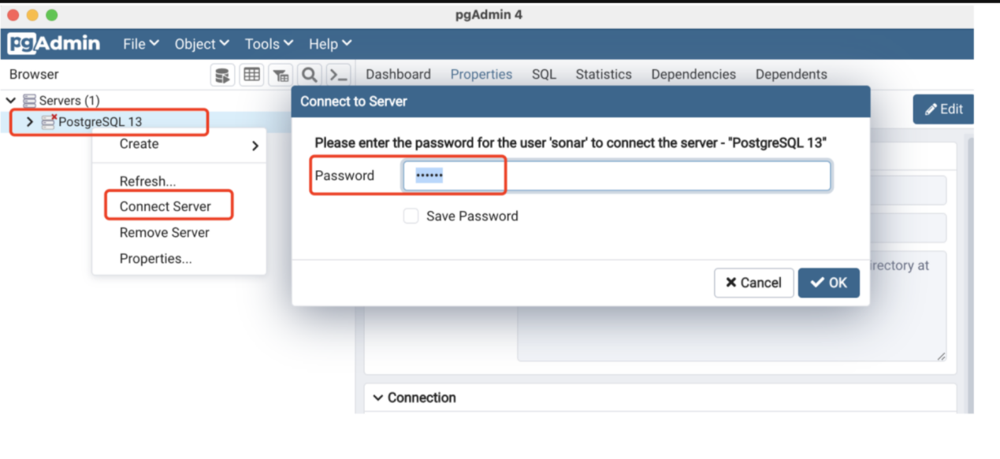 pgAdmin 4
pgAdmin File Object Tools Help
Browser
Dashboard Properties SQL Statistics Dependencies Dependents
Servers (1)
PostgreSQL 13
Create
Refresh...
Connect Server
Remove Server
Properties...
Connect to Server
Please enter the password for the user 'sonar' to connect the server - "PostgreSQL 13"
Password ••••••
Save Password
Cancel OK
Edit
irectory at
Connection